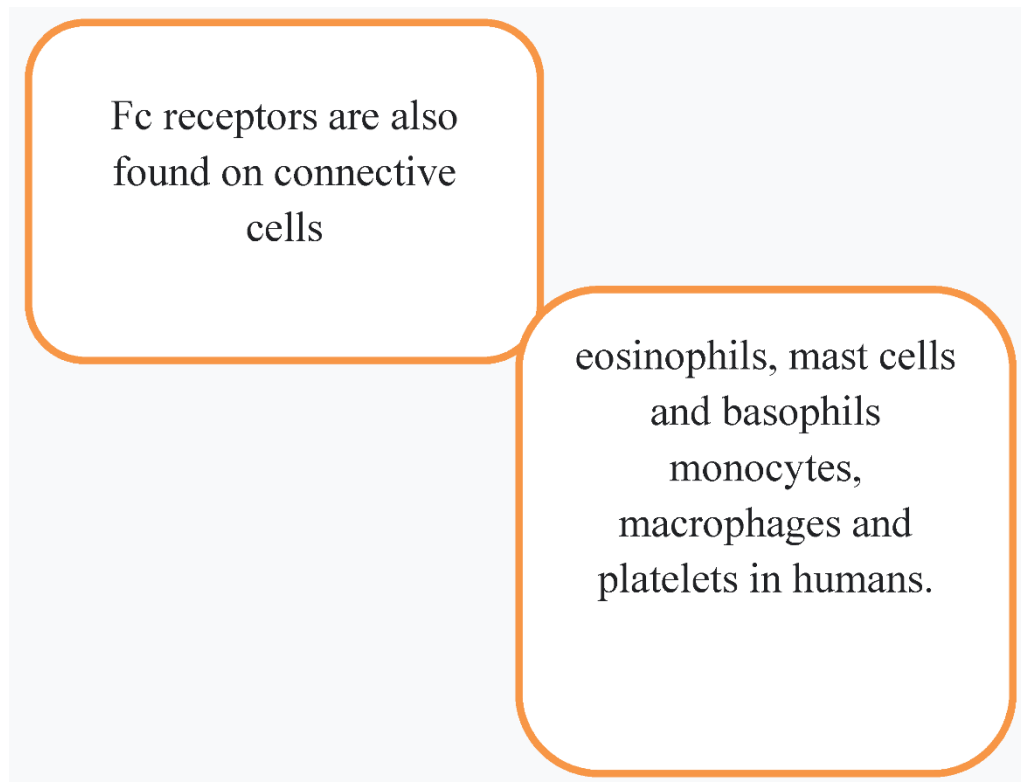 Fc receptors are also
found on connective
cells
eosinophils, mast cells
and basophils
monocytes,
macrophages and
platelets in humans.